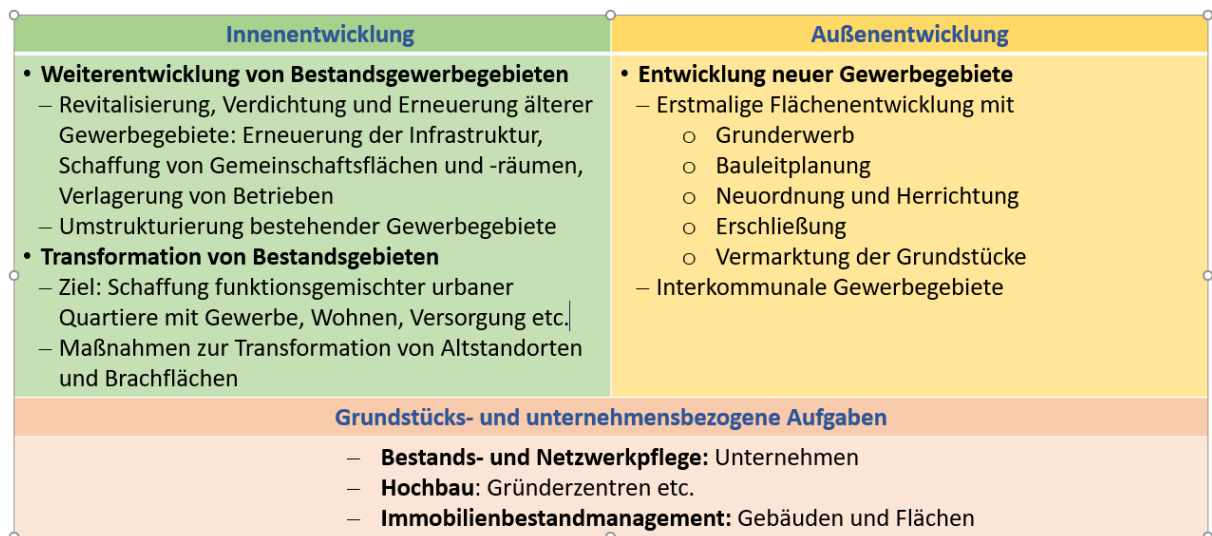 Innenentwicklung
• Weiterentwicklung von Bestandsgewerbegebieten
– Revitalisierung, Verdichtung und Erneuerung älterer
Gewerbegebiete: Erneuerung der Infrastruktur,
Schaffung von Gemeinschaftsflächen und -räumen,
Verlagerung von Betrieben
– Umstrukturierung bestehender Gewerbegebiete
• Transformation von Bestandsgebieten
– Ziel: Schaffung funktionsgemischter urbaner
Quartiere mit Gewerbe, Wohnen, Versorgung etc.
– Maßnahmen zur Transformation von Altstandorten
und Brachflächen
Außenentwicklung
• Entwicklung neuer Gewerbegebiete
– Erstmalige Flächenentwicklung mit
o Grunderwerb
o Bauleitplanung
o Neuordnung und Herrichtung
o Erschließung
o Vermarktung der Grundstücke
– Interkommunale Gewerbegebiete
Grundstücks- und unternehmensbezogene Aufgaben
– Bestands- und Netzwerkpflege: Unternehmen
– Hochbau: Gründerzentren etc.
– Immobilienbestandmanagement: Gebäuden und Flächen